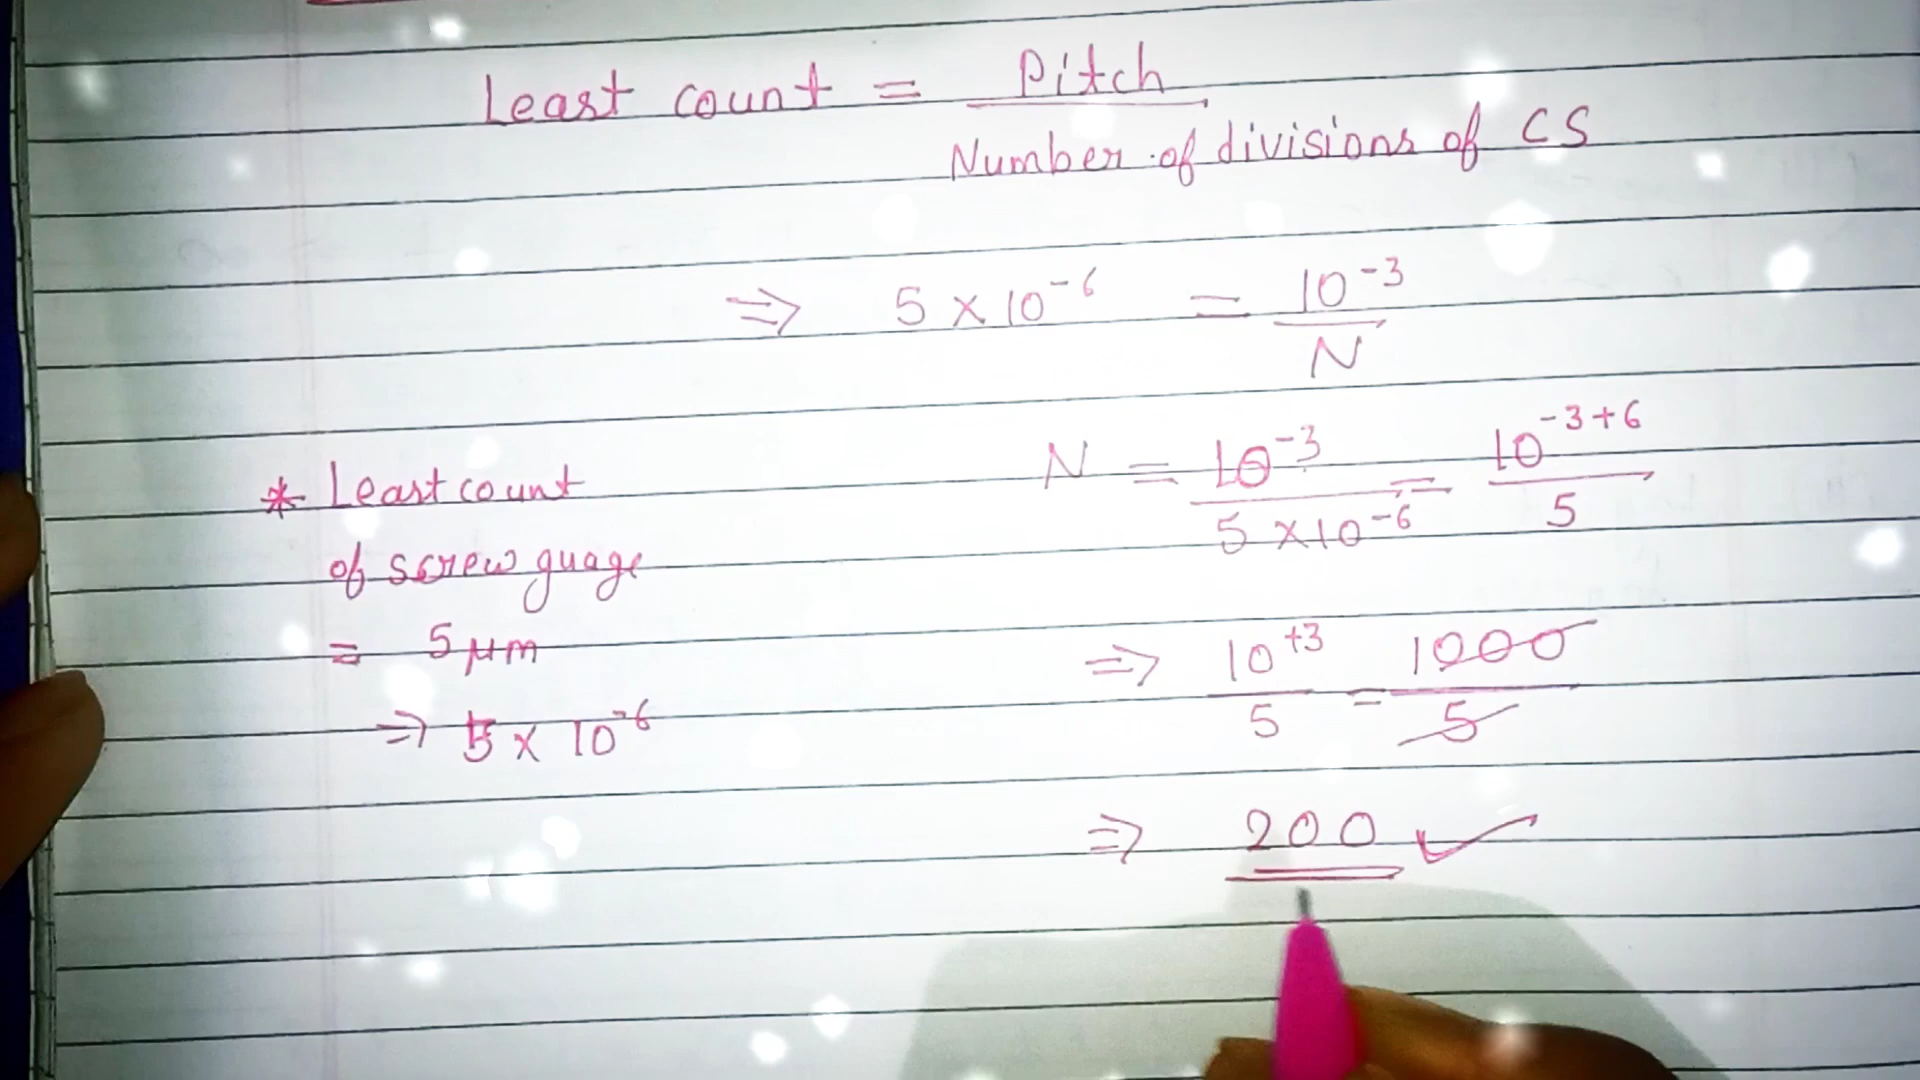 Least count = Pitch / Number of divisions of CS
⇒ 5 × 10⁻⁶ = 10⁻³ / N
N = 10⁻³ / 5 × 10⁻⁶ = 10⁻³⁺⁶ / 5
⇒ 10⁺³ / 5 = 1000 / 5
⇒ 200 ✓
* Least count
of screw guage
= 5 μm
⇒ 5 × 10⁻⁶